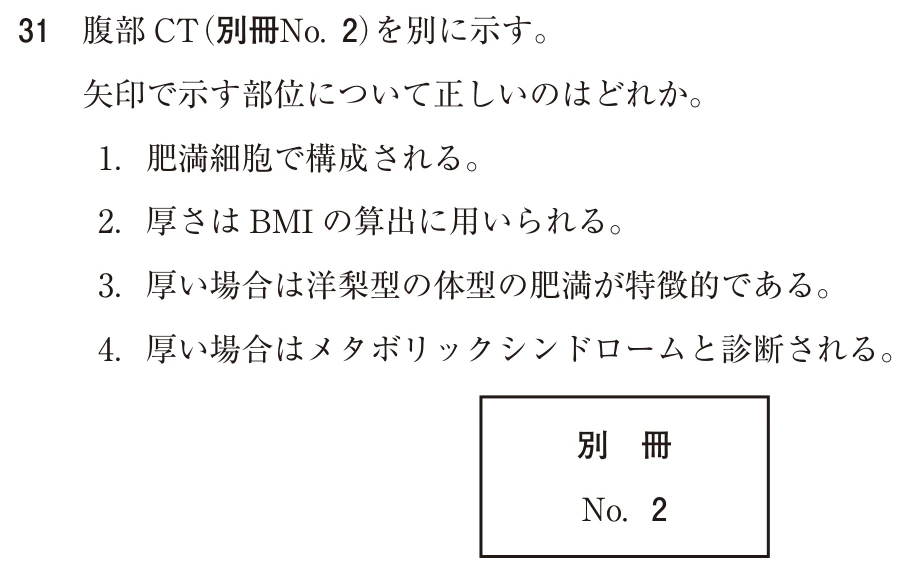 31 腹部 CT(別冊No. 2)を別に示す。
矢印で示す部位について正しいのはどれか。
1. 肥満細胞で構成される。
2. 厚さは BMI の算出に用いられる。
3. 厚い場合は洋梨型の体型の肥満が特徴的である。
4. 厚い場合はメタボリックシンドロームと診断される。
別 冊
No. 2